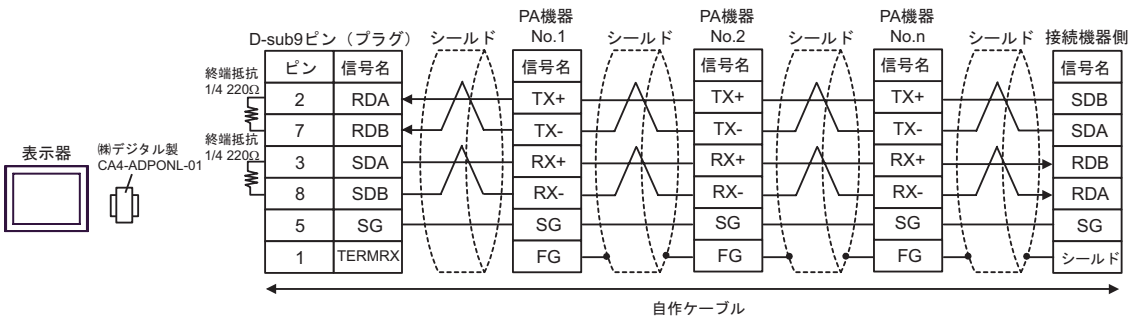 PA機器 PA機器 PA機器
D-sub9ピン（プラグ） シールド No.1 シールド No.2 シールド No.n シールド 接続機器側
ピン 信号名 信号名 信号名 信号名 信号名
終端抵抗
1/4 220Ω
2 RDA TX+ TX+ TX+ SDB
7 RDB TX- TX- TX- SDA
終端抵抗
1/4 220Ω
3 SDA RX+ RX+ RX+ RDB
8 SDB RX- RX- RX- RDA
5 SG SG SG SG SG
1 TERMRX FG FG FG シールド
表示器
㈱デジタル製
CA4-ADPONL-01
自作ケーブル